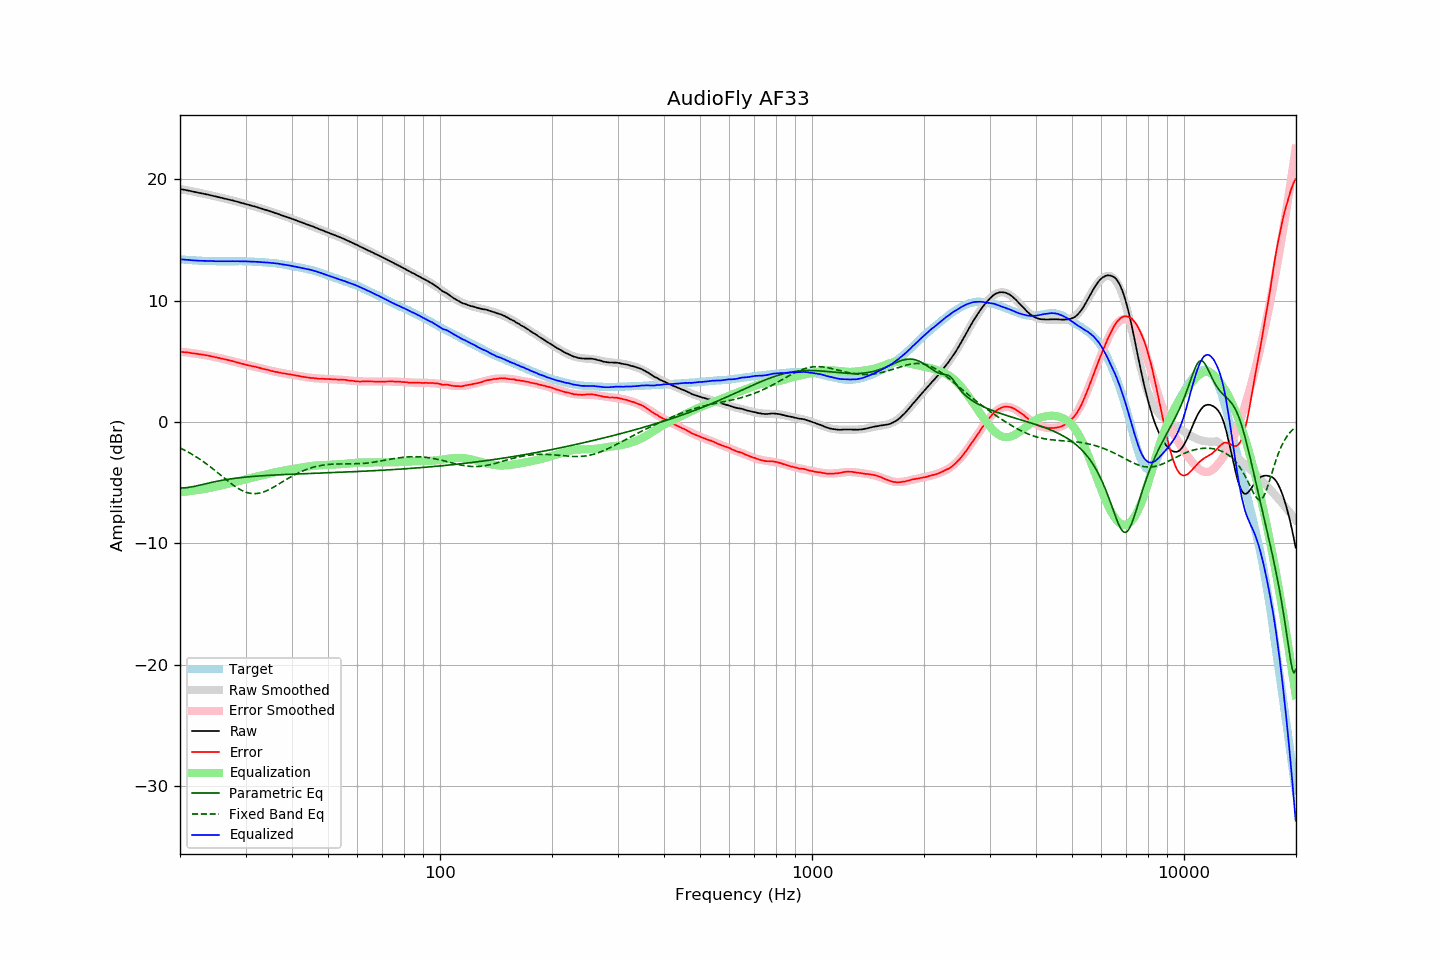 AudioFly AF33
20
10
0
−10
−20
−30
Amplitude (dBr)
Target
Raw Smoothed
Error Smoothed
Raw
Error
Equalization
Parametric Eq
Fixed Band Eq
Equalized
100
1000
10000
Frequency (Hz)